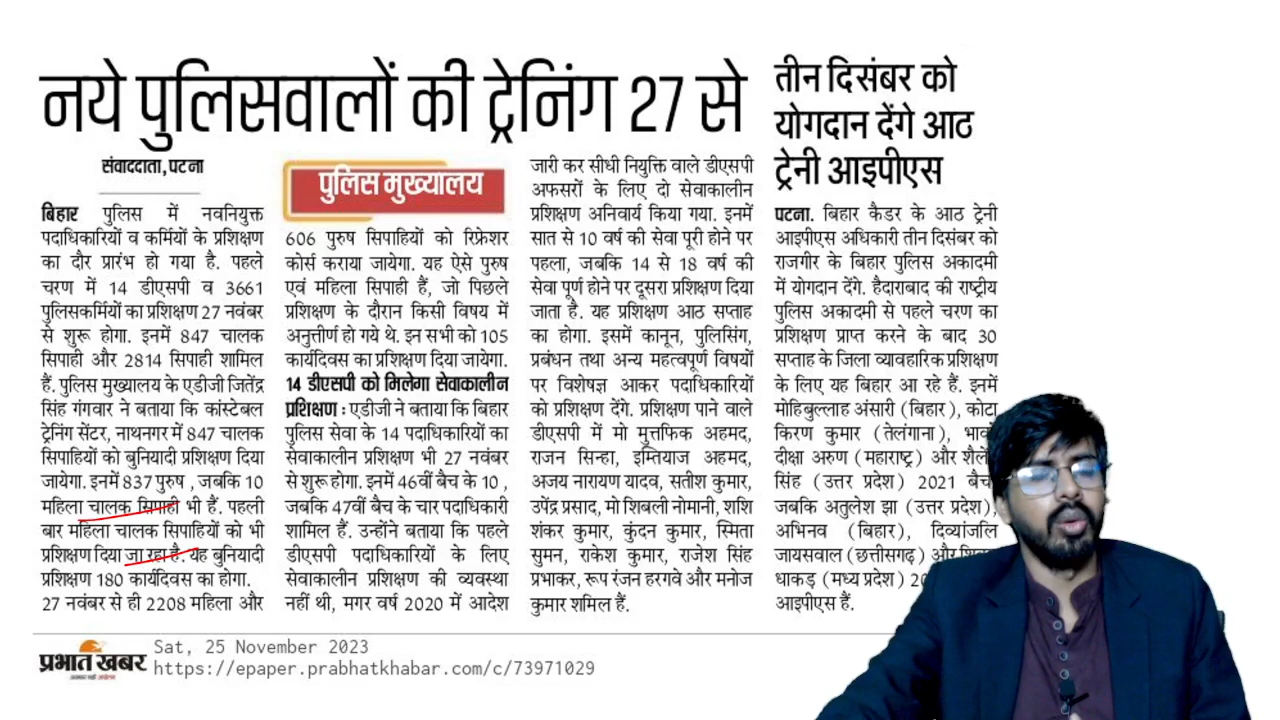 नये पुलिसवालों की ट्रेनिंग 27 से
संवाददाता, पटना
बिहार पुलिस में नवनियुक्त
पदाधिकारियों व कर्मियों के प्रशिक्षण
का दौर प्रारंभ हो गया है. पहले
चरण में 14 डीएसपी व 3661
पुलिसकर्मियों का प्रशिक्षण 27 नवंबर
से शुरू होगा. इनमें 847 चालक
सिपाही और 2814 सिपाही शामिल
हैं. पुलिस मुख्यालय के एडीजी जितेंद्र
सिंह गंगवार ने बताया कि कांस्टेबल
ट्रेनिंग सेंटर, नाथनगर में 847 चालक
सिपाहियों को बुनियादी प्रशिक्षण दिया
जायेगा. इनमें 837 पुरुष , जबकि 10
महिला चालक सिपाही भी हैं. पहली
बार महिला चालक सिपाहियों को भी
प्रशिक्षण दिया जा रहा है. यह बुनियादी
प्रशिक्षण 180 कार्यदिवस का होगा.
27 नवंबर से ही 2208 महिला और
पुलिस मुख्यालय
606 पुरुष सिपाहियों को रिफ्रेशर
कोर्स कराया जायेगा. यह ऐसे पुरुष
एवं महिला सिपाही हैं, जो पिछले
प्रशिक्षण के दौरान किसी विषय में
अनुत्तीर्ण हो गये थे. इन सभी को 105
कार्यदिवस का प्रशिक्षण दिया जायेगा.
14 डीएसपी को मिलेगा सेवाकालीन
प्रशिक्षण : एडीजी ने बताया कि बिहार
पुलिस सेवा के 14 पदाधिकारियों का
सेवाकालीन प्रशिक्षण भी 27 नवंबर
से शुरू होगा. इनमें 46वीं बैच के 10 ,
जबकि 47वीं बैच के चार पदाधिकारी
शामिल हैं. उन्होंने बताया कि पहले
डीएसपी पदाधिकारियों के लिए
सेवाकालीन प्रशिक्षण की व्यवस्था
नहीं थी, मगर वर्ष 2020 में आदेश
जारी कर सीधी नियुक्ति वाले डीएसपी
अफसरों के लिए दो सेवाकालीन
प्रशिक्षण अनिवार्य किया गया. इनमें
सात से 10 वर्ष की सेवा पूरी होने पर
पहला, जबकि 14 से 18 वर्ष की
सेवा पूर्ण होने पर दूसरा प्रशिक्षण दिया
जाता है. यह प्रशिक्षण आठ सप्ताह
का होगा. इसमें कानून, पुलिसिंग,
प्रबंधन तथा अन्य महत्वपूर्ण विषयों
पर विशेषज्ञ आकर पदाधिकारियों
को प्रशिक्षण देंगे. प्रशिक्षण पाने वाले
डीएसपी में मो मुत्तफिक अहमद,
राजन सिन्हा, इम्तियाज अहमद,
अजय नारायण यादव, सतीश कुमार,
उपेंद्र प्रसाद, मो शिबली नोमानी, शशि
शंकर कुमार, कुंदन कुमार, स्मिता
सुमन, राकेश कुमार, राजेश सिंह
प्रभाकर, रूप रंजन हरगवे और मनोज
कुमार शमिल हैं.
तीन दिसंबर को
योगदान देंगे आठ
ट्रेनी आइपीएस
पटना. बिहार कैडर के आठ ट्रेनी
आइपीएस अधिकारी तीन दिसंबर को
राजगीर के बिहार पुलिस अकादमी
में योगदान देंगे. हैदाराबाद की राष्ट्रीय
पुलिस अकादमी से पहले चरण का
प्रशिक्षण प्राप्त करने के बाद 30
सप्ताह के जिला व्यावहारिक प्रशिक्षण
के लिए यह बिहार आ रहे हैं. इनमें
मोहिबुल्लाह अंसारी (बिहार), कोटा
किरण कुमार (तेलंगाना),
दीक्षा अरुण (महाराष्ट्र) और
सिंह (उत्तर प्रदेश) 2021 बैच
जबकि अतुलेश झा (उत्तर प्रदेश),
अभिनव (बिहार), दिव्यांजलि
जायसवाल (छत्तीसगढ़) और
धाकड़ (मध्य प्रदेश)
आइपीएस हैं.
प्रभात खबर
Sat, 25 November 2023
https://epaper.prabhatkhabar.com/c/73971029